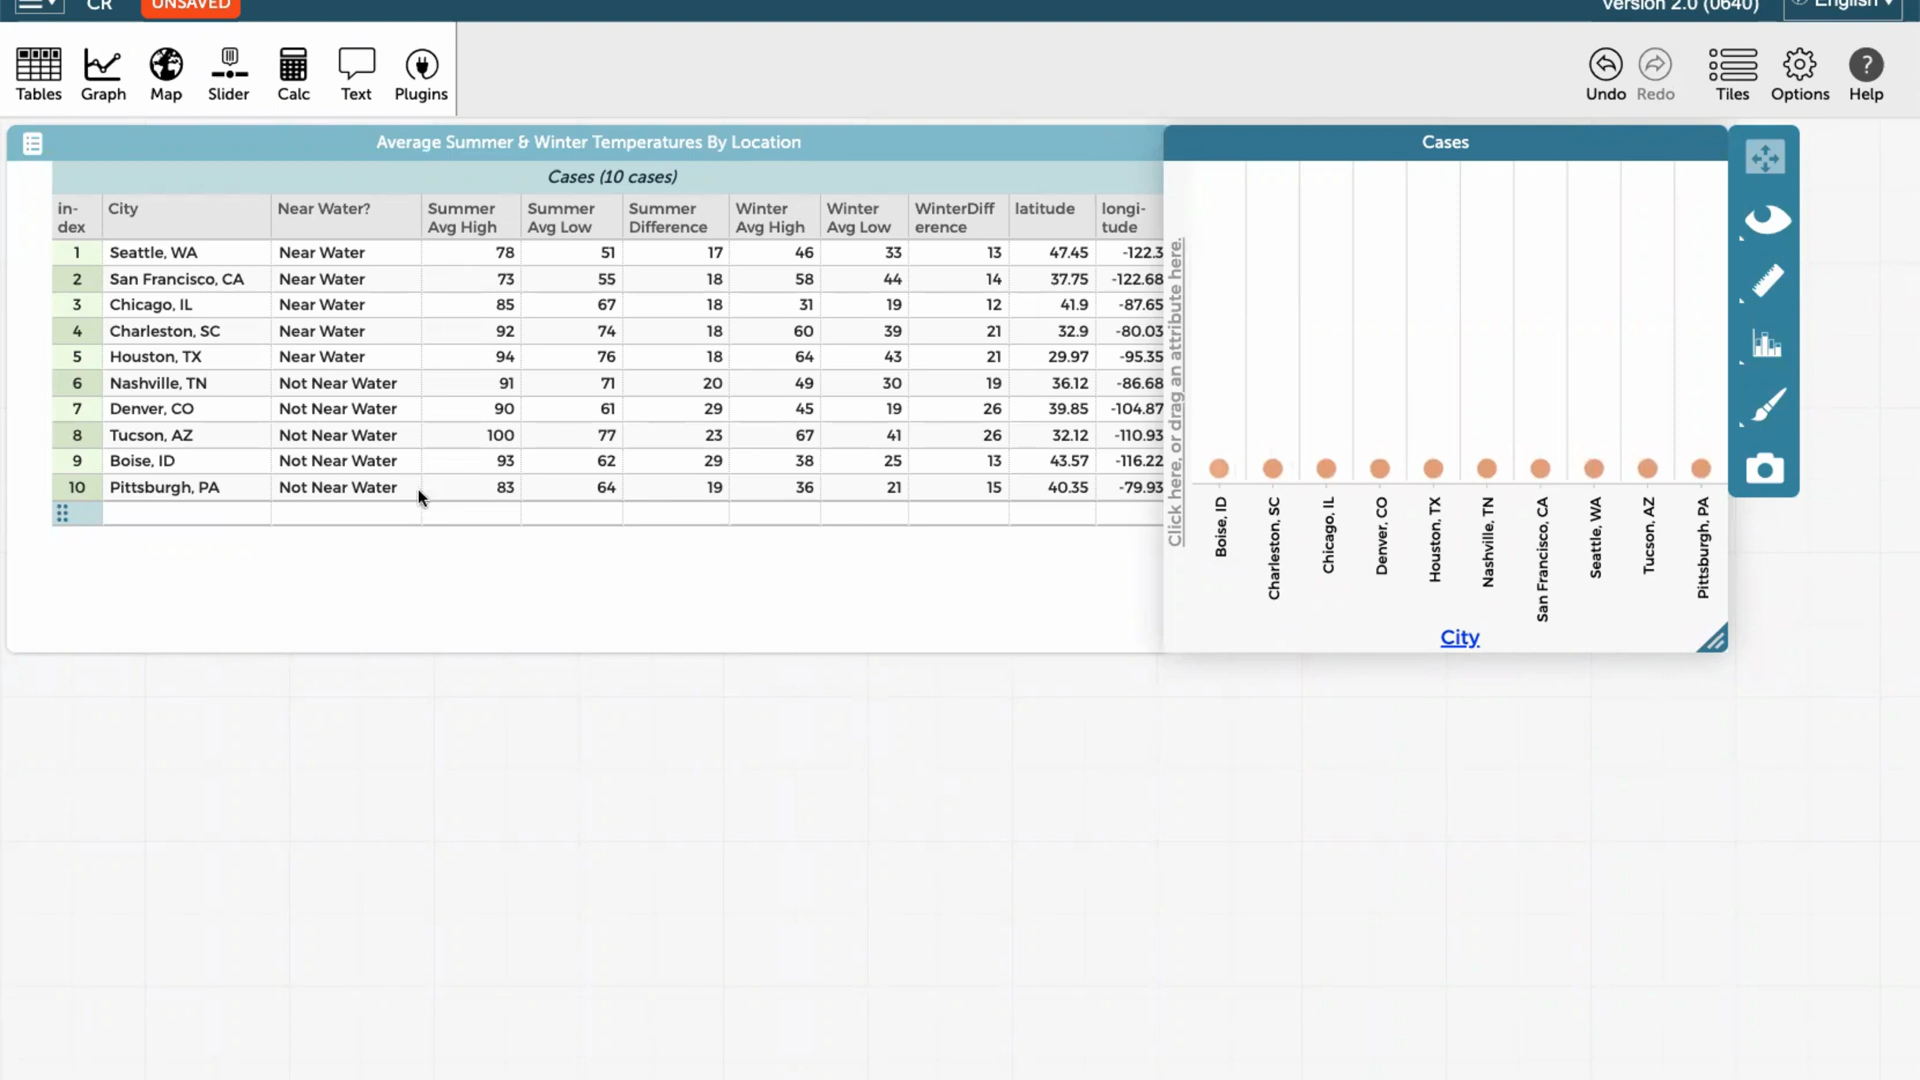 CR UNSAVED Version 2.0 (0640) English
Tables Graph Map Slider Calc Text Plugins Undo Redo Tiles Options Help
Average Summer & Winter Temperatures By Location
Cases (10 cases)
in-dex City Near Water? Summer Avg High Summer Avg Low Summer Difference Winter Avg High Winter Avg Low WinterDifference latitude longi-tude
1 Seattle, WA Near Water 78 51 17 46 33 13 47.45 -122.3
2 San Francisco, CA Near Water 73 55 18 58 44 14 37.75 -122.68
3 Chicago, IL Near Water 85 67 18 31 19 12 41.9 -87.65
4 Charleston, SC Near Water 92 74 18 60 39 21 32.9 -80.03
5 Houston, TX Near Water 94 76 18 64 43 21 29.97 -95.35
6 Nashville, TN Not Near Water 91 71 20 49 30 19 36.12 -86.68
7 Denver, CO Not Near Water 90 61 29 45 19 26 39.85 -104.87
8 Tucson, AZ Not Near Water 100 77 23 67 41 26 32.12 -110.93
9 Boise, ID Not Near Water 93 62 29 38 25 13 43.57 -116.22
10 Pittsburgh, PA Not Near Water 83 64 19 36 21 15 40.35 -79.93
Cases
Click here, or drag an attribute here.
Boise, ID
Charleston, SC
Chicago, IL
Denver, CO
Houston, TX
Nashville, TN
San Francisco, CA
Seattle, WA
Tucson, AZ
Pittsburgh, PA
City